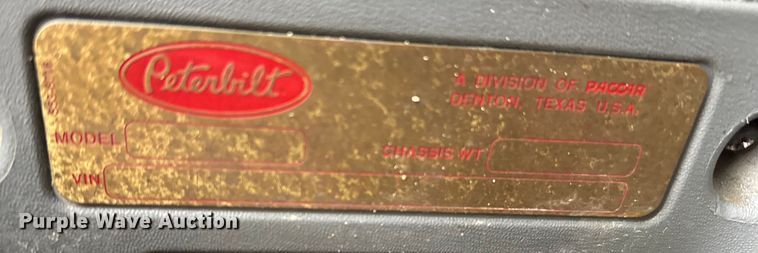 Peterbilt
A DIVISION OF PACCAR
DENTON, TEXAS U.S.A.
MODEL
CHASSIS WT
VIN
Purple Wave Auction